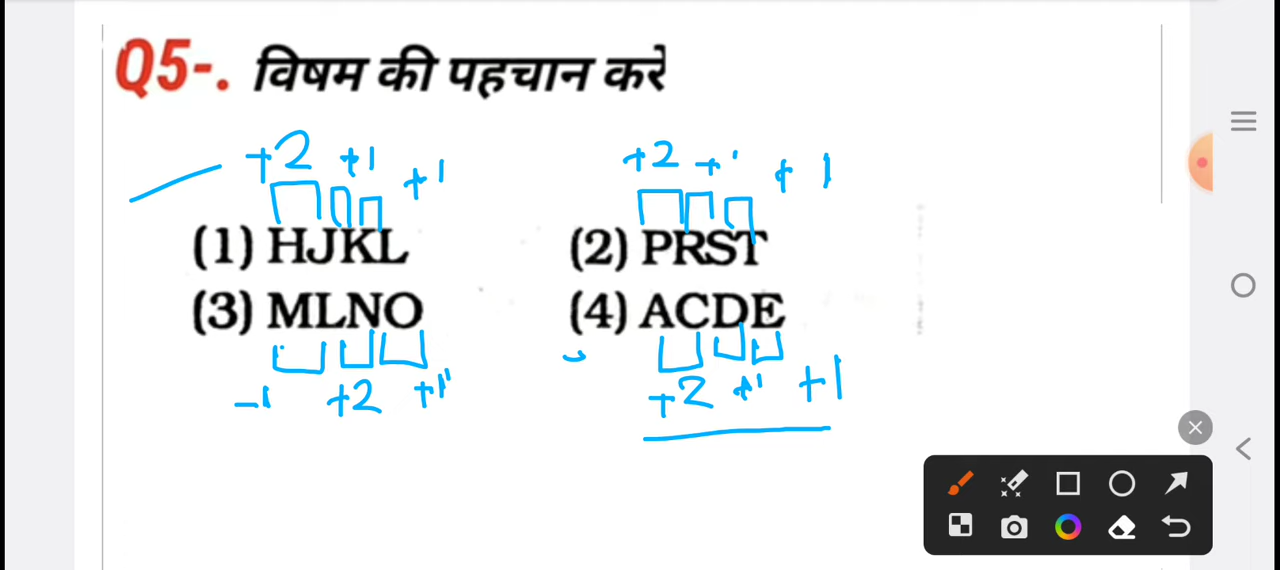 Q5-. विषम की पहचान करे
+2 +1 +1 +2 +1 +1
(1) HJKL (2) PRST
(3) MLNO (4) ACDE
-1 +2 +1 +2 +1 +1